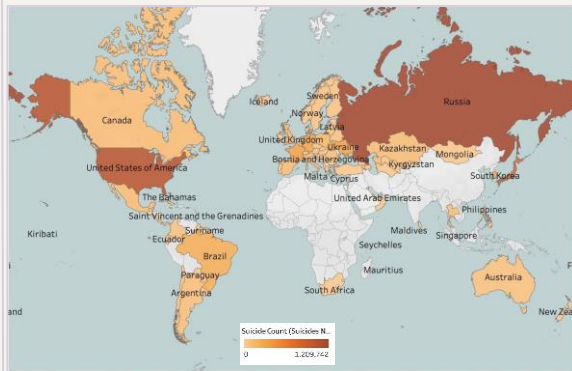 Sweden
Iceland
Norway
Russia
Canada
Latvia
United Kingdom
Ukraine
Kazakhstan
Mongolia
Bosnia and Herzegovina
Kyrgyzstan
United States of America
Malta
Cyprus
South Korea
The Bahamas
United Arab Emirates
Saint Vincent and the Grenadines
Philippines
Maldives
Kiribati
Suriname
Ecuador
Singapore
Seychelles
Brazil
Mauritius
Paraguay
Australia
Argentina
South Africa
and
New Zeal
Suicide Count (Suicides N...
0
1,209,742